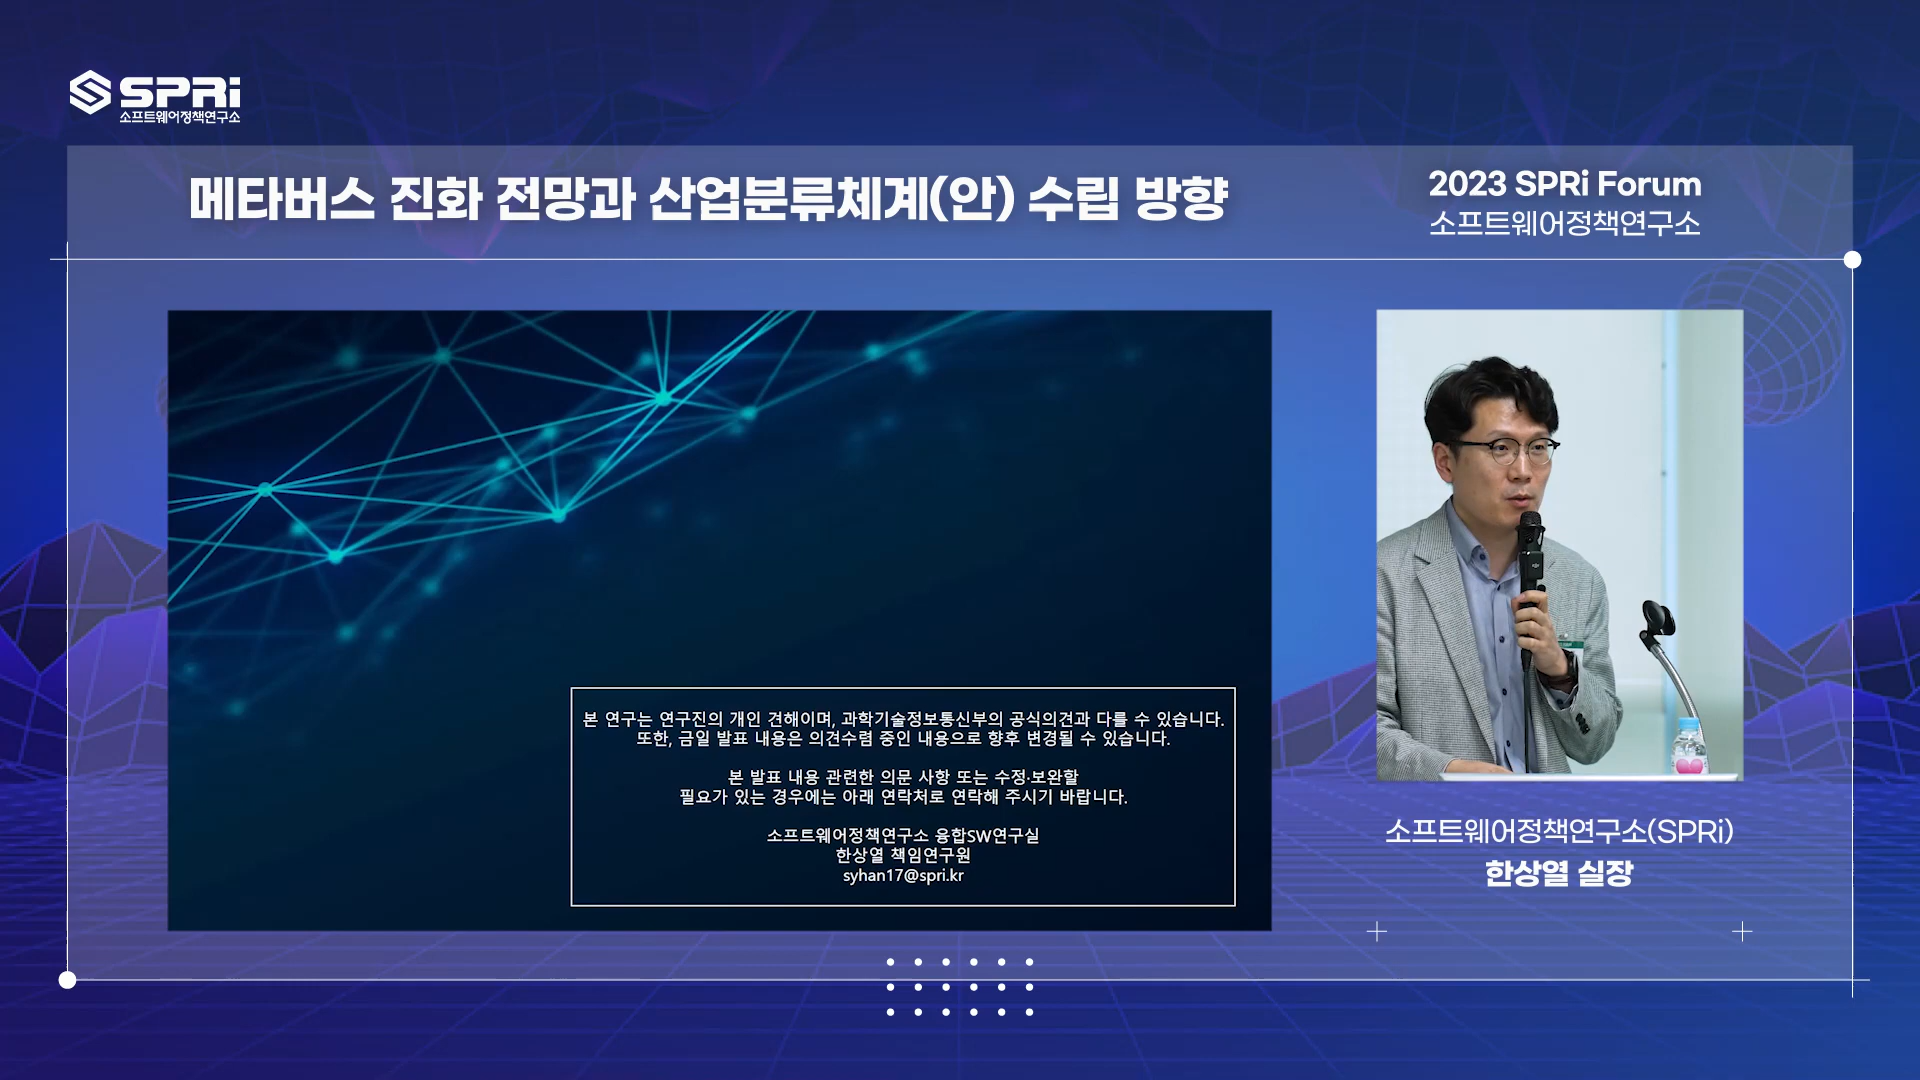 SPRi
소프트웨어정책연구소
메타버스 진화 전망과 산업분류체계(안) 수립 방향
2023 SPRi Forum
소프트웨어정책연구소
본 연구는 연구진의 개인 견해이며, 과학기술정보통신부의 공식의견과 다를 수 있습니다.
또한, 금일 발표 내용은 의견수렴 중인 내용으로 향후 변경될 수 있습니다.
본 발표 내용 관련한 의문 사항 또는 수정·보완할
필요가 있는 경우에는 아래 연락처로 연락해 주시기 바랍니다.
소프트웨어정책연구소 융합SW연구실
한상열 책임연구원
syhan17@spri.kr
소프트웨어정책연구소(SPRi)
한상열 실장